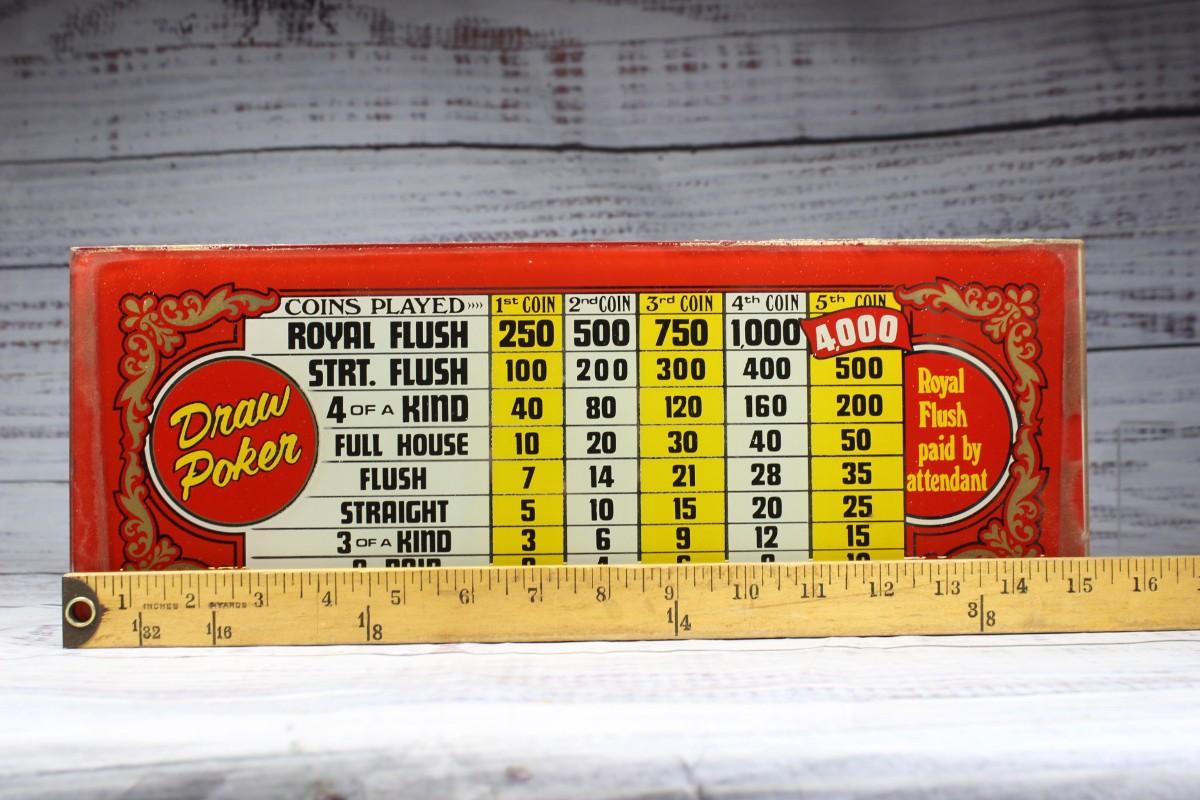 COINS PLAYED »» 1st COIN 2nd COIN 3rd COIN 4th COIN 5th COIN
ROYAL FLUSH 250 500 750 1,000 4,000
STRT. FLUSH 100 200 300 400 500
4 OF A KIND 40 80 120 160 200
FULL HOUSE 10 20 30 40 50
FLUSH 7 14 21 28 35
STRAIGHT 5 10 15 20 25
3 OF A KIND 3 6 9 12 15
Draw
Poker
Royal
Flush
paid by
attendant
1 INCHES 2 YARDS 3 4 5 6 7 8 9 10 11 12 13 14 15 16
1/32 1/16 1/8 1/4 3/8